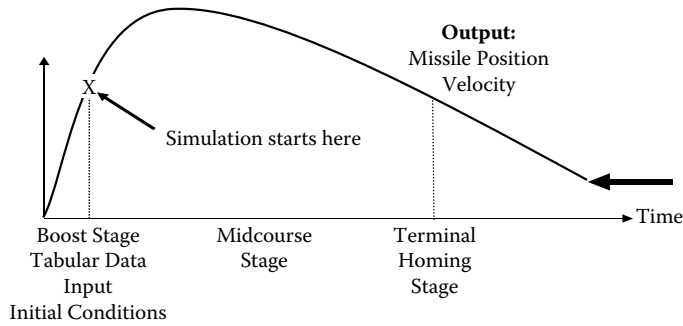 Output:
Missile Position
Velocity
X
Simulation starts here
Time
Boost Stage
Tabular Data
Input
Initial Conditions
Midcourse
Stage
Terminal
Homing
Stage